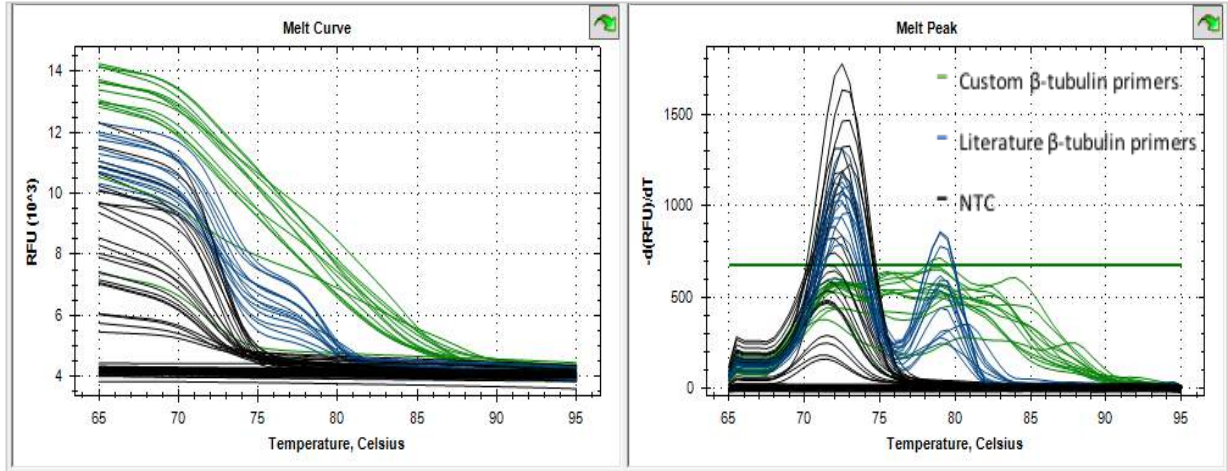 Melt Curve
14
12
10
8
6
4
RFU (10^3)
65 70 75 80 85 90 95
Temperature, Celsius
Melt Peak
1500
1000
500
0
-d(RFU)/dT
65 70 75 80 85 90 95
Temperature, Celsius
Custom β-tubulin primers
Literature β-tubulin primers
NTC